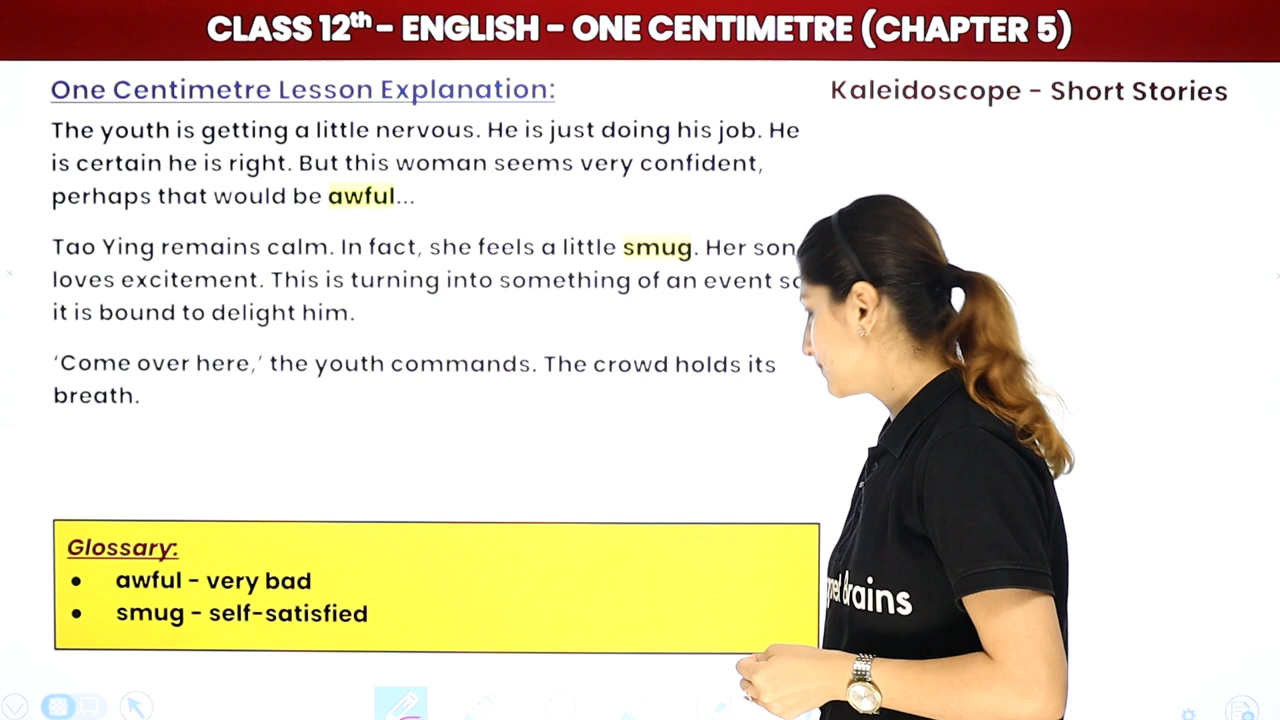 CLASS 12th - ENGLISH - ONE CENTIMETRE (CHAPTER 5)
One Centimetre Lesson Explanation:
Kaleidoscope - Short Stories
The youth is getting a little nervous. He is just doing his job. He
is certain he is right. But this woman seems very confident,
perhaps that would be awful...
Tao Ying remains calm. In fact, she feels a little smug. Her son
loves excitement. This is turning into something of an event so
it is bound to delight him.
‘Come over here,’ the youth commands. The crowd holds its
breath.
Glossary:
• awful - very bad
• smug - self-satisfied
Brains